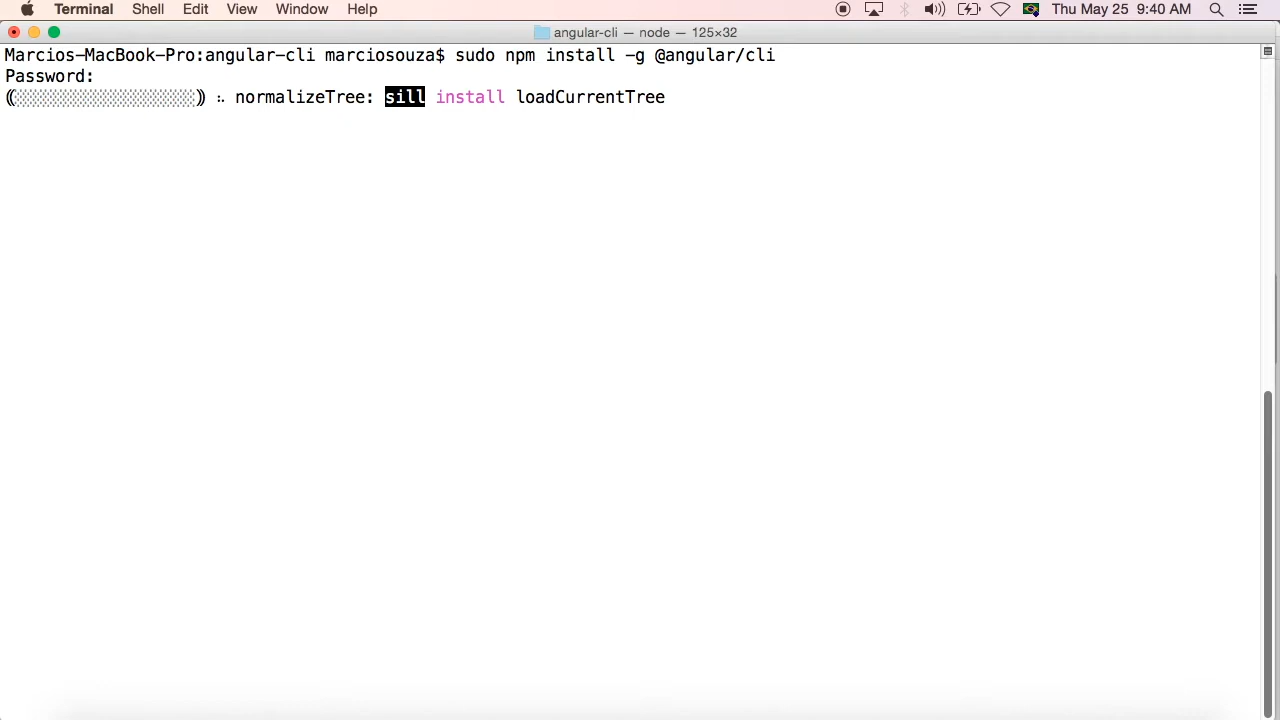 Terminal Shell Edit View Window Help Thu May 25 9:40 AM
angular-cli — node — 125×32
Marcios-MacBook-Pro:angular-cli marciosouza$ sudo npm install -g @angular/cli
Password:
(░░░░░░░░░░░░░░░░░░) ⠦ normalizeTree: sill install loadCurrentTree